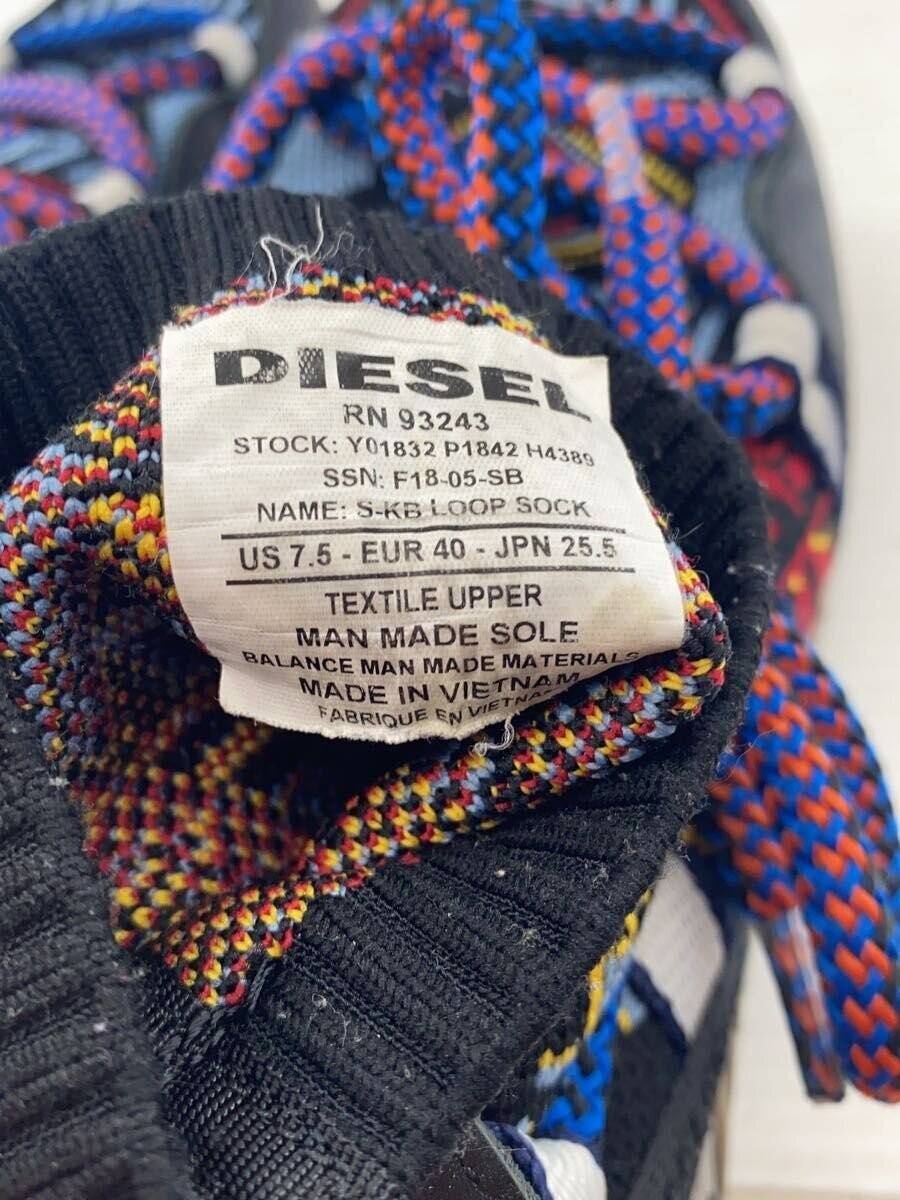 DIESEL
RN 93243
STOCK: Y01832 P1842 H4389
SSN: F18-05-SB
NAME: S-KB LOOP SOCK
US 7.5 - EUR 40 - JPN 25.5
TEXTILE UPPER
MAN MADE SOLE
BALANCE MAN MADE MATERIALS
MADE IN VIETNAM
FABRIQUE EN VIETNAM